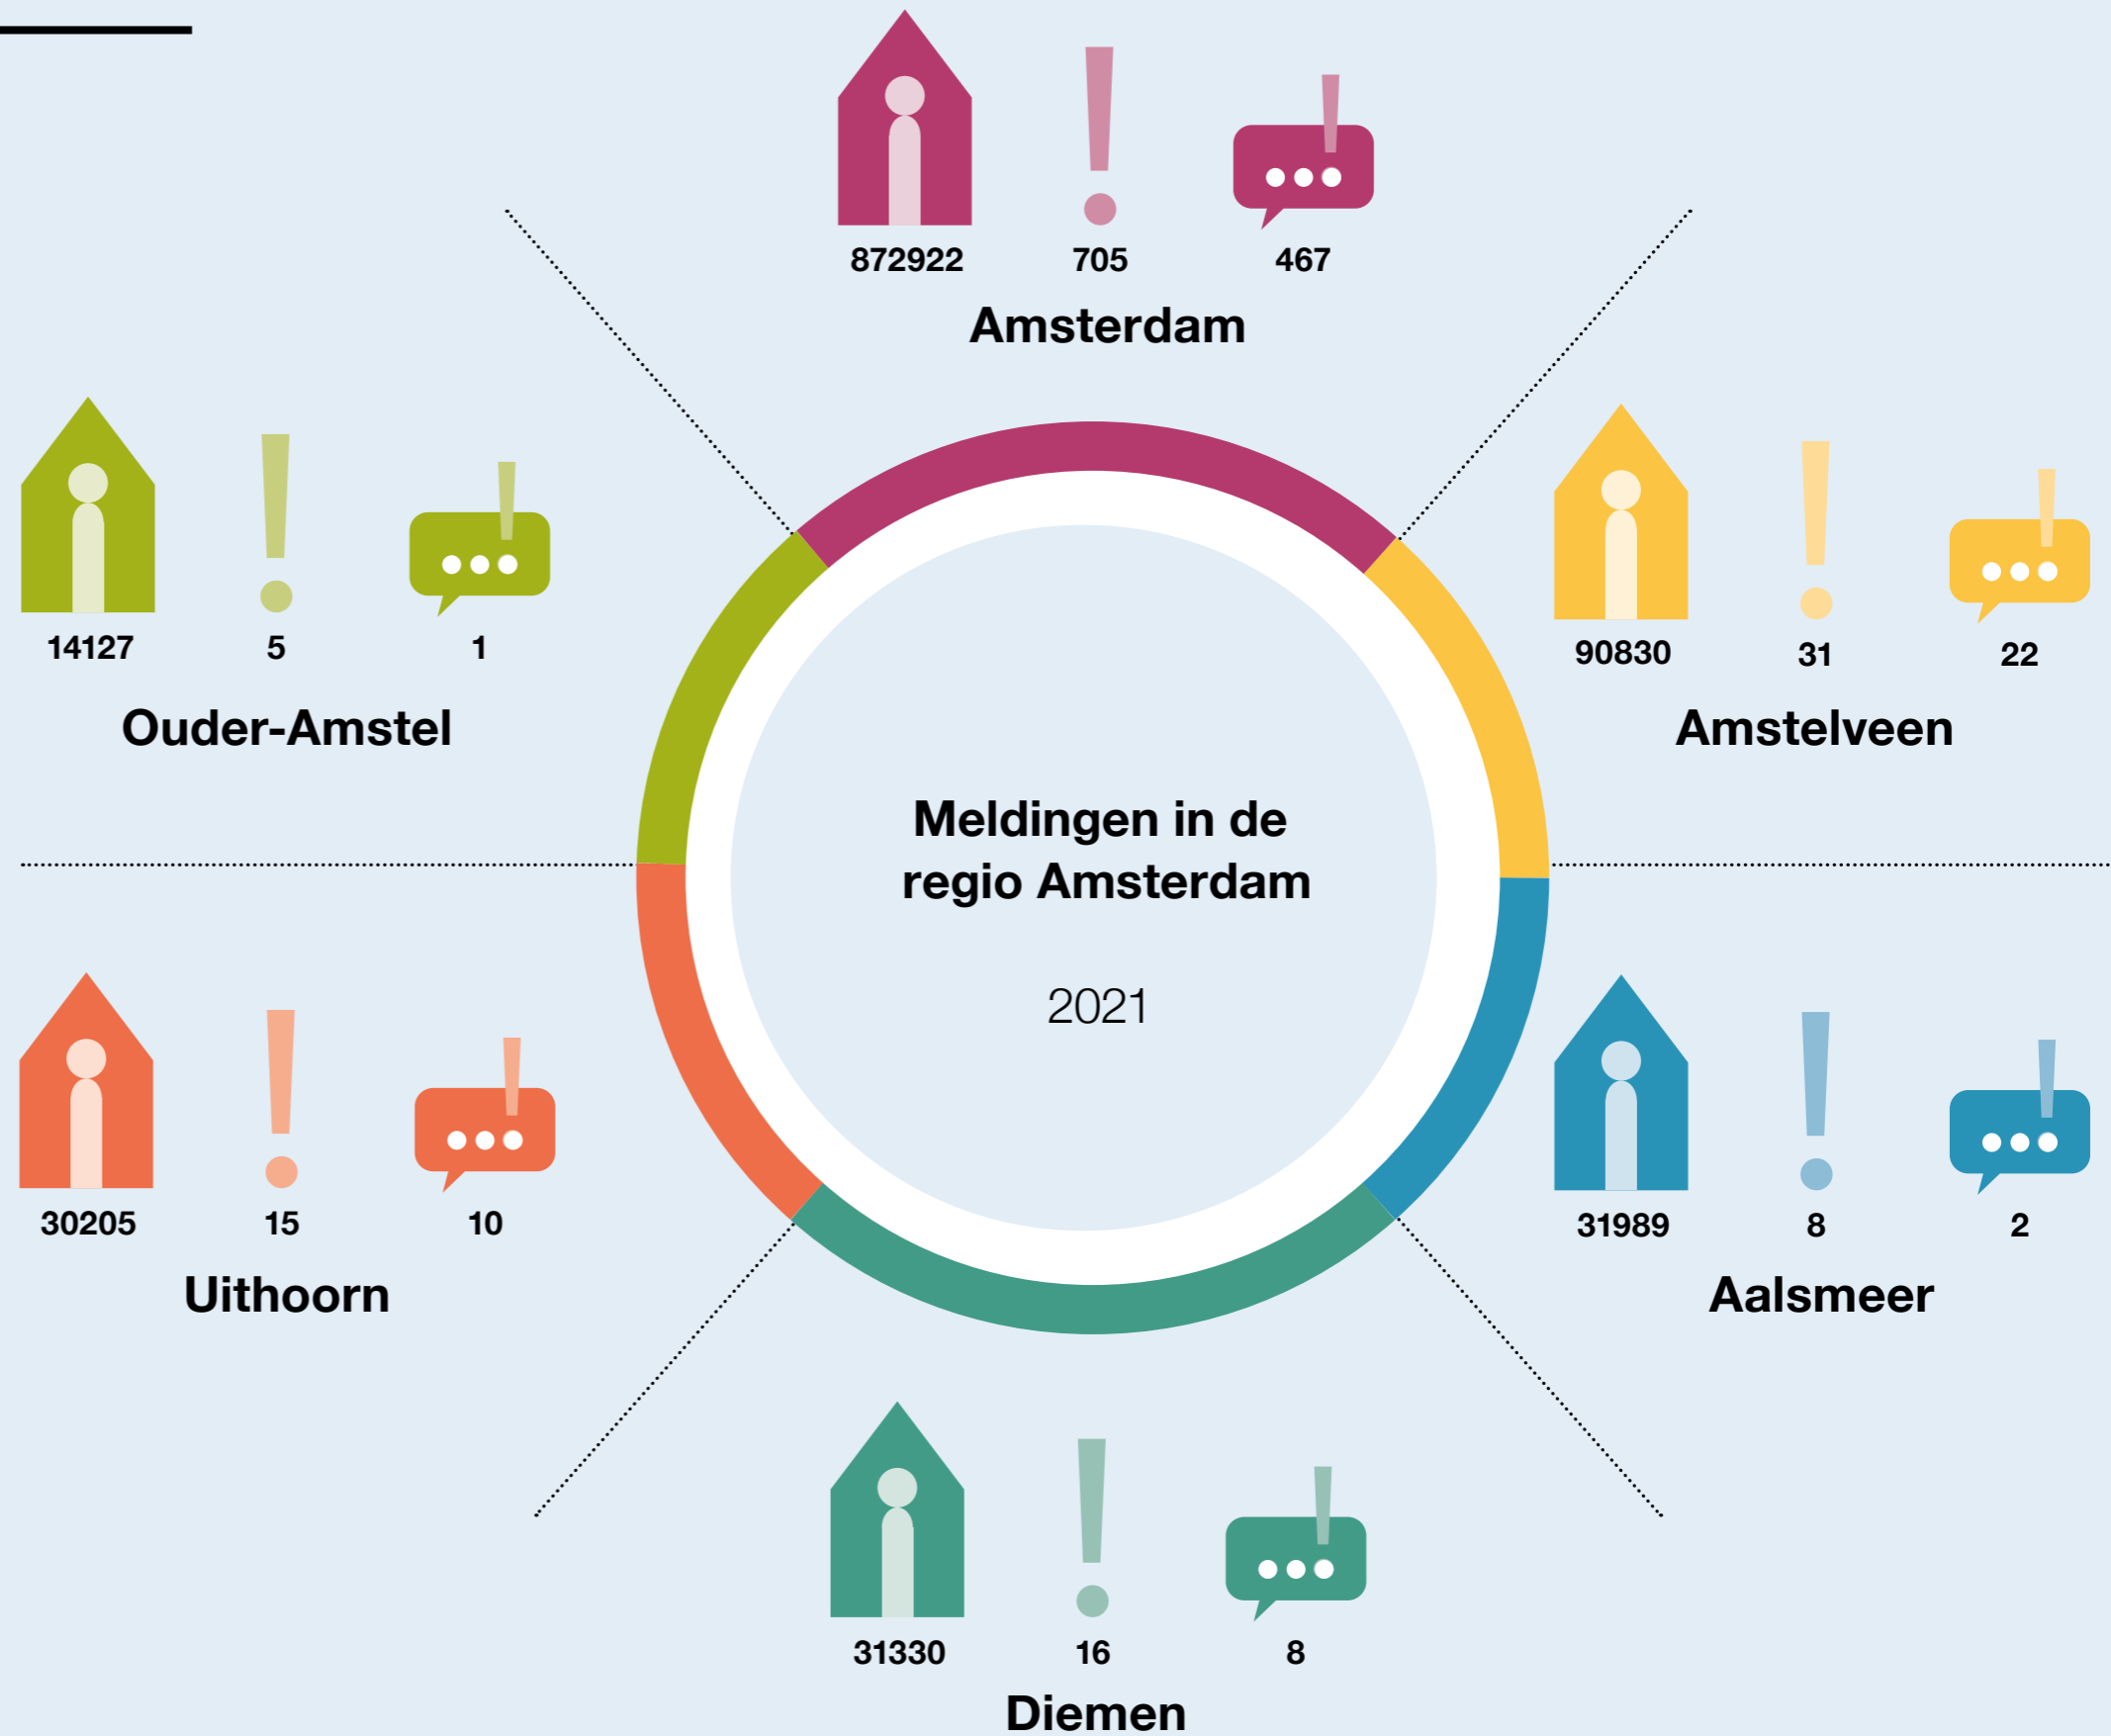 872922 705 467
Amsterdam
14127 5 1
Ouder-Amstel
90830 31 22
Amstelveen
Meldingen in de
regio Amsterdam
2021
30205 15 10
Uithoorn
31989 8 2
Aalsmeer
31330 16 8
Diemen